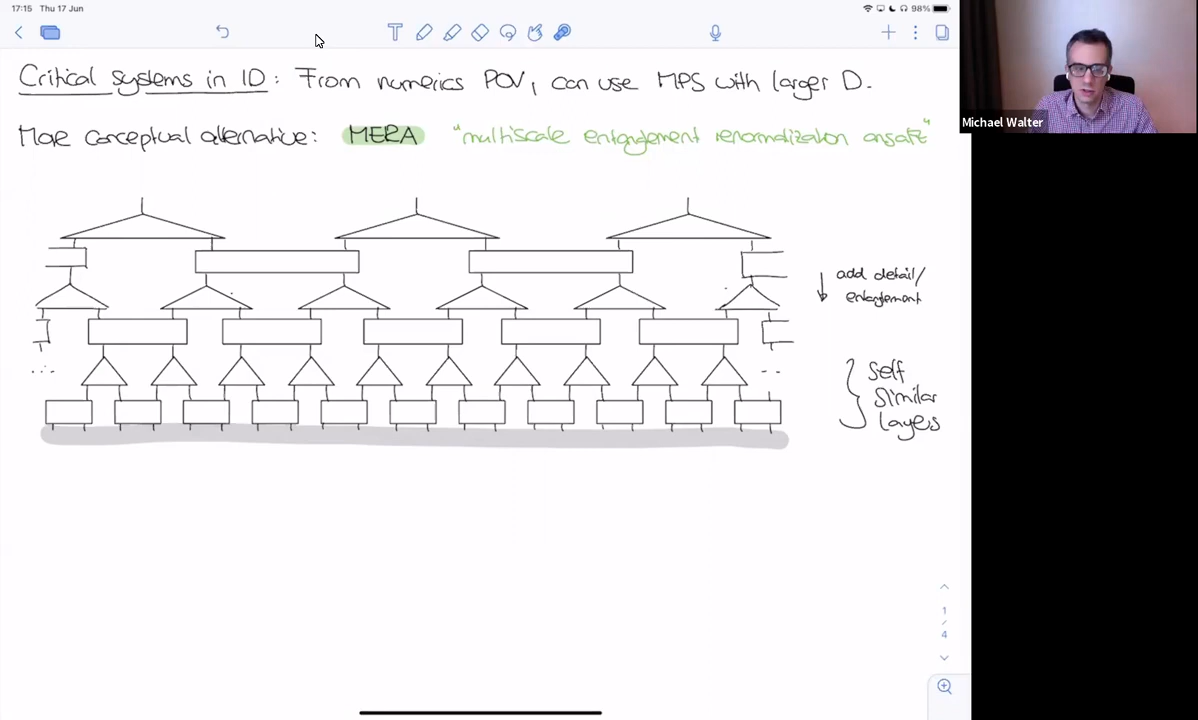 17:15 Thu 17 Jun
98%
Critical systems in 1D: From numerics POV, can use MPS with larger D.
More conceptual alternative: MERA "multiscale entanglement renormalization ansatz"
add detail/
entanglement
self
similar
layers
Michael Walter
1
/
4